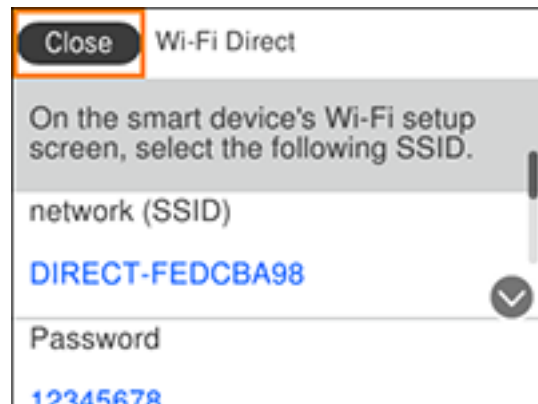 Close Wi-Fi Direct
On the smart device's Wi-Fi setup
screen, select the following SSID.
network (SSID)
DIRECT-FEDCBA98
Password
12345678